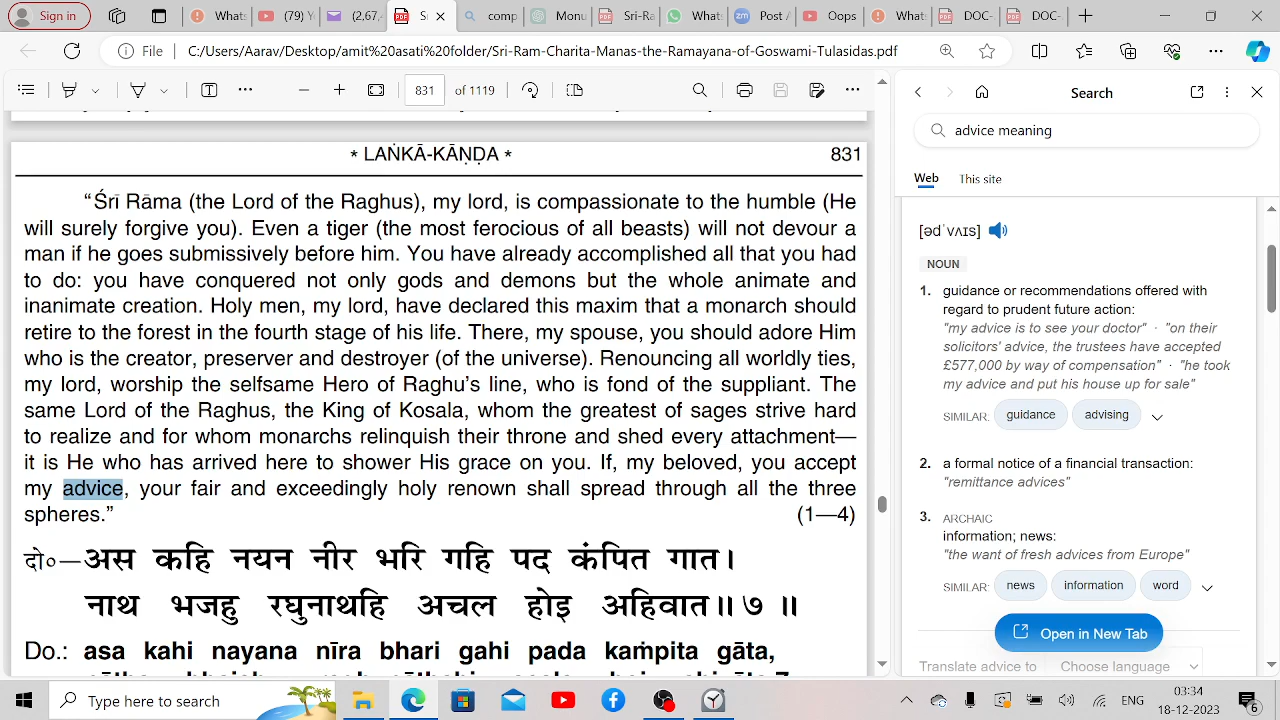 Sign in
Whats
(79) Y
(2,67
S
comp
Monu
Sri-Ra
Whats
Post /
Youtu
Whats
DOC-
DOC-
File
C:/Users/Aarav/Desktop/amit%20asati%20folder/Sri-Ram-Charita-Manas-the-Ramayana-of-Goswami-Tulasidas.pdf
831 of 1119
* LAṄKĀ-KĀṆḌA * 831
“Śrī Rāma (the Lord of the Raghus), my lord, is compassionate to the humble (He
will surely forgive you). Even a tiger (the most ferocious of all beasts) will not devour a
man if he goes submissively before him. You have already accomplished all that you had
to do: you have conquered not only gods and demons but the whole animate and
inanimate creation. Holy men, my lord, have declared this maxim that a monarch should
retire to the forest in the fourth stage of his life. There, my spouse, you should adore Him
who is the creator, preserver and destroyer (of the universe). Renouncing all worldly ties,
my lord, worship the selfsame Hero of Raghu’s line, who is fond of the suppliant. The
same Lord of the Raghus, the King of Kosala, whom the greatest of sages strive hard
to realize and for whom monarchs relinquish their throne and shed every attachment—
it is He who has arrived here to shower His grace on you. If, my beloved, you accept
my advice, your fair and exceedingly holy renown shall spread through all the three
spheres.” (1—4)
दो०—अस कहि नयन नीर भरि गहि पद कंपित गात।
नाथ भजहु रघुनाथहि अचल होइ अहिवात॥ ७ ॥
Do.: asa kahi nayana nīra bhari gahi pada kaṁpita gāta,
Search
advice meaning
Web This site
[ədˈvʌɪs]
NOUN
1. guidance or recommendations offered with
regard to prudent future action:
"my advice is to see your doctor" · "on their
solicitors' advice, the trustees have accepted
£577,000 by way of compensation" · "he took
my advice and put his house up for sale"
SIMILAR: guidance advising
2. a formal notice of a financial transaction:
"remittance advices"
3. ARCHAIC
information; news:
"the want of fresh advices from Europe"
SIMILAR: news information word
Open in New Tab
Translate advice to Choose language
Type here to search
ENG
03:34
18-12-2023
6